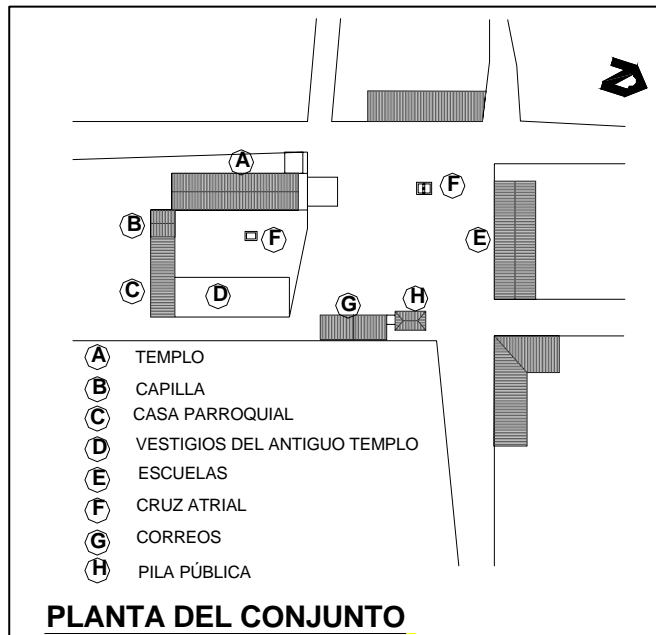 A
F
B
F
E
C
D
G
H
A TEMPLO
B CAPILLA
C CASA PARROQUIAL
D VESTIGIOS DEL ANTIGUO TEMPLO
E ESCUELAS
F CRUZ ATRIAL
G CORREOS
H PILA PÚBLICA
PLANTA DEL CONJUNTO